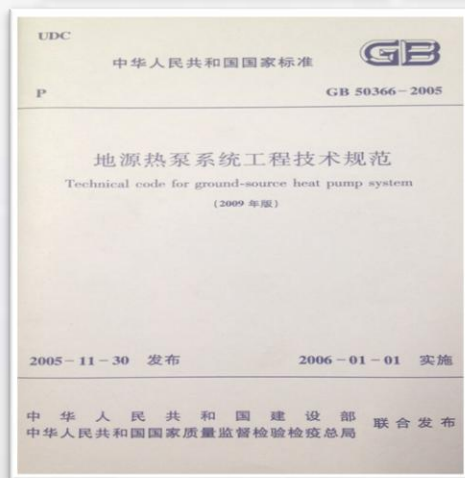 UDC
GB
中华人民共和国国家标准
P
GB 50366-2005
地源热泵系统工程技术规范
Technical code for ground-source heat pump system
(2009 年版)
2005-11-30 发布
2006-01-01 实施
中华人民共和国建设部
中华人民共和国国家质量监督检验检疫总局
联合发布